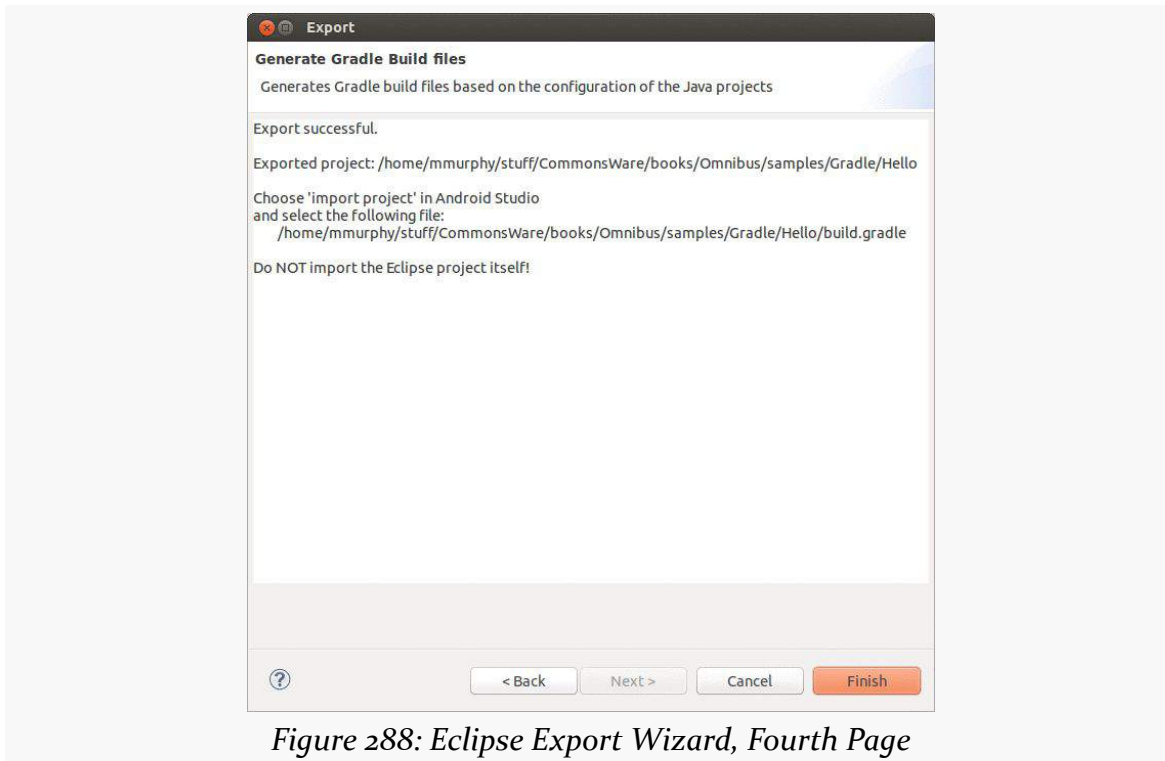 Export
Generate Gradle Build files
Generates Gradle build files based on the configuration of the Java projects
Export successful.
Exported project: /home/mmurphy/stuff/CommonsWare/books/Omnibus/samples/Gradle/Hello
Choose 'import project' in Android Studio
and select the following file:
/home/mmurphy/stuff/CommonsWare/books/Omnibus/samples/Gradle/Hello/build.gradle
Do NOT import the Eclipse project itself!
?
< Back
Next >
Cancel
Finish
Figure 288: Eclipse Export Wizard, Fourth Page